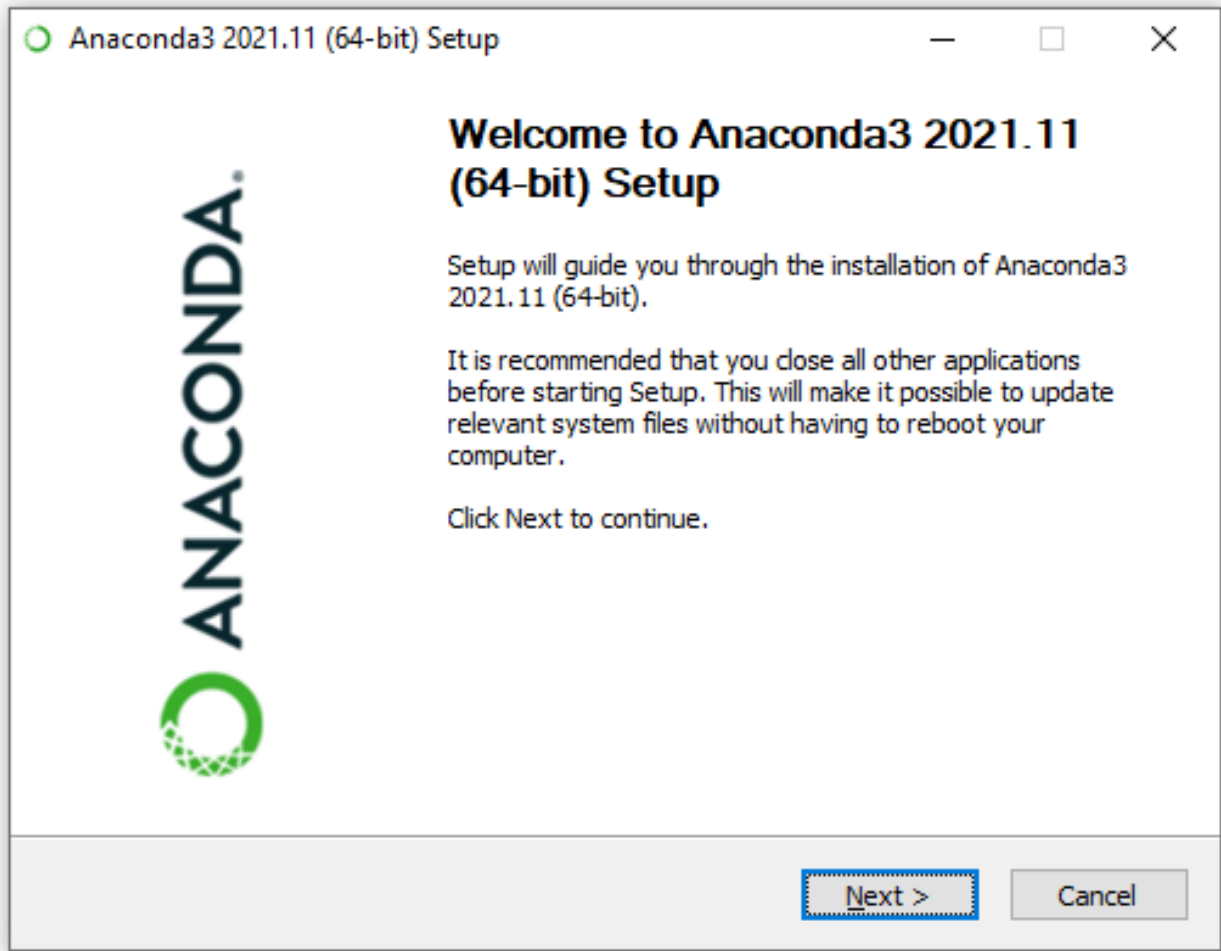 Anaconda3 2021.11 (64-bit) Setup
Welcome to Anaconda3 2021.11
(64-bit) Setup
ANACONDA.
Setup will guide you through the installation of Anaconda3
2021.11 (64-bit).
It is recommended that you close all other applications
before starting Setup. This will make it possible to update
relevant system files without having to reboot your
computer.
Click Next to continue.
Next >
Cancel